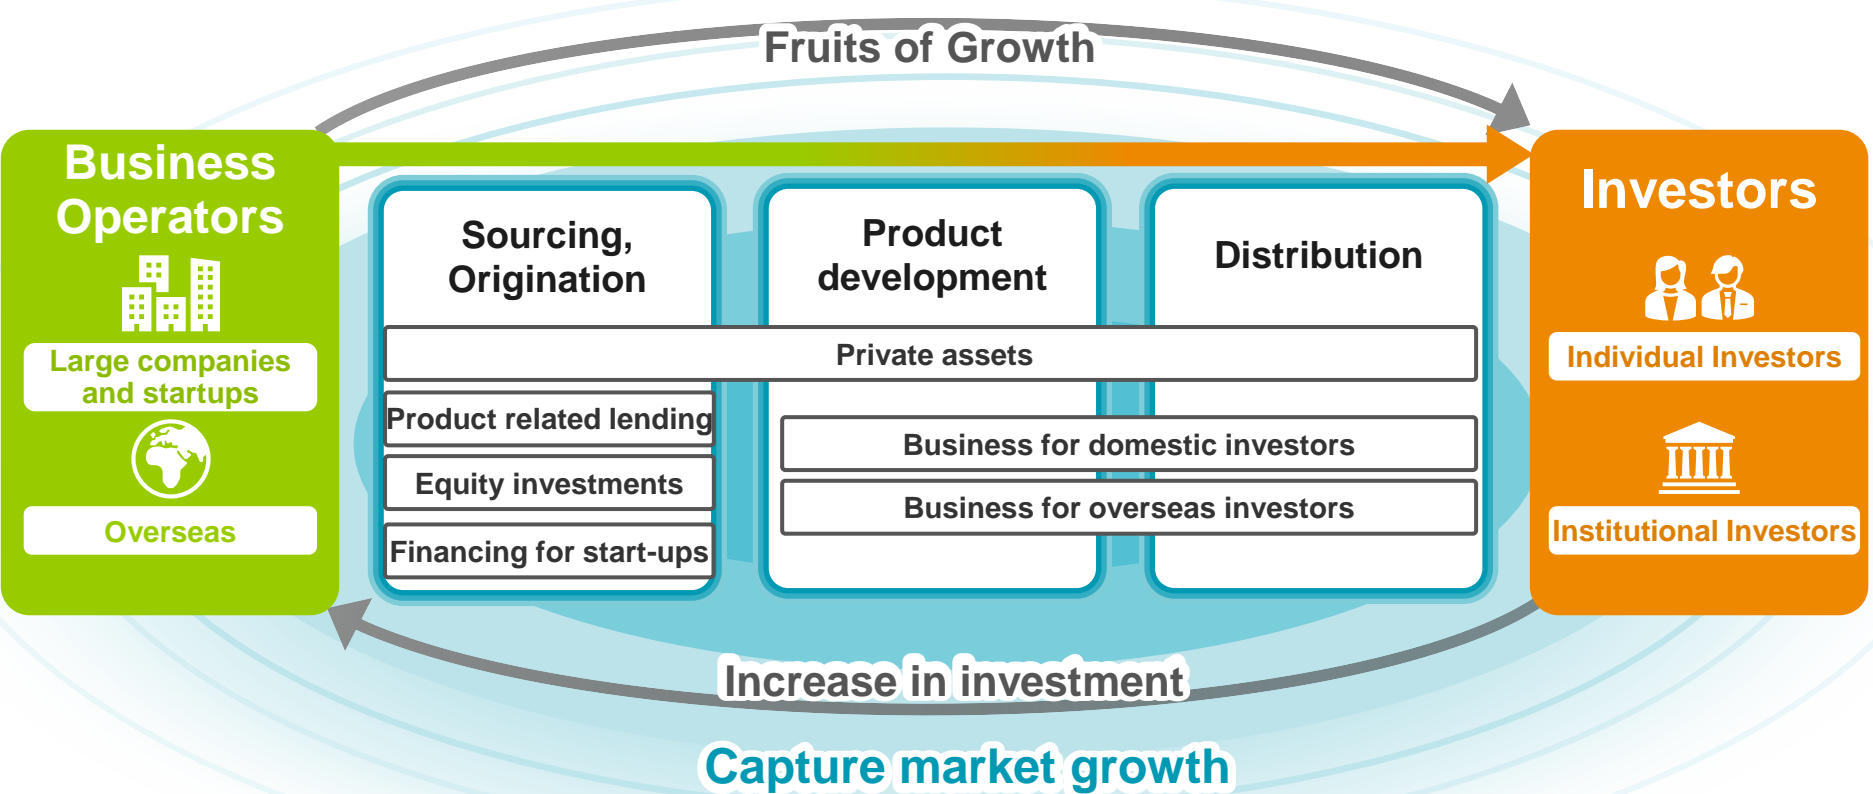 Fruits of Growth
Business
Operators
Large companies
and startups
Overseas
Sourcing,
Origination
Product
development
Distribution
Private assets
Product related lending
Equity investments
Financing for start-ups
Business for domestic investors
Business for overseas investors
Investors
Individual Investors
Institutional Investors
Increase in investment
Capture market growth